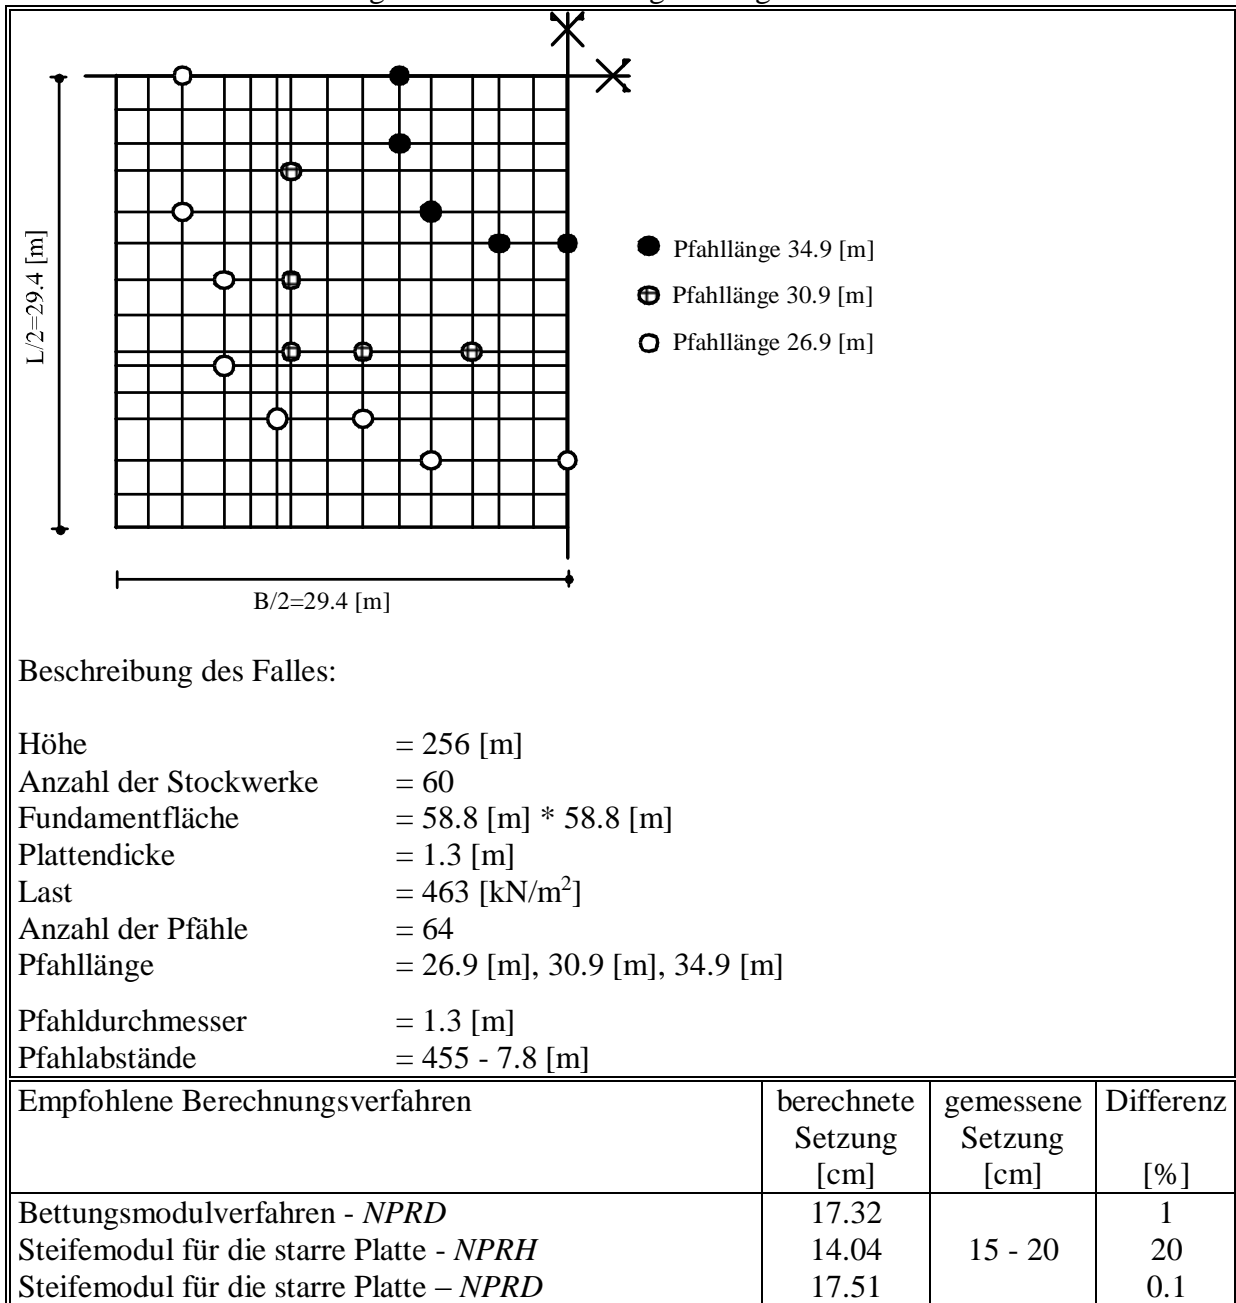 L/2=29.4 [m]
Pfahllänge 34.9 [m]
Pfahllänge 30.9 [m]
Pfahllänge 26.9 [m]
B/2=29.4 [m]
Beschreibung des Falles:
Höhe = 256 [m]
Anzahl der Stockwerke = 60
Fundamentfläche = 58.8 [m] * 58.8 [m]
Plattendicke = 1.3 [m]
Last = 463 [kN/m²]
Anzahl der Pfähle = 64
Pfahllänge = 26.9 [m], 30.9 [m], 34.9 [m]
Pfahldurchmesser = 1.3 [m]
Pfahlabstände = 455 - 7.8 [m]
Empfohlene Berechnungsverfahren berechnete gemessene Differenz
Setzung Setzung
[cm] [cm] [%]
Bettungsmodulverfahren - NPRD 17.32 1
Steifemodul für die starre Platte - NPRH 14.04 15 - 20 20
Steifemodul für die starre Platte – NPRD 17.51 0.1